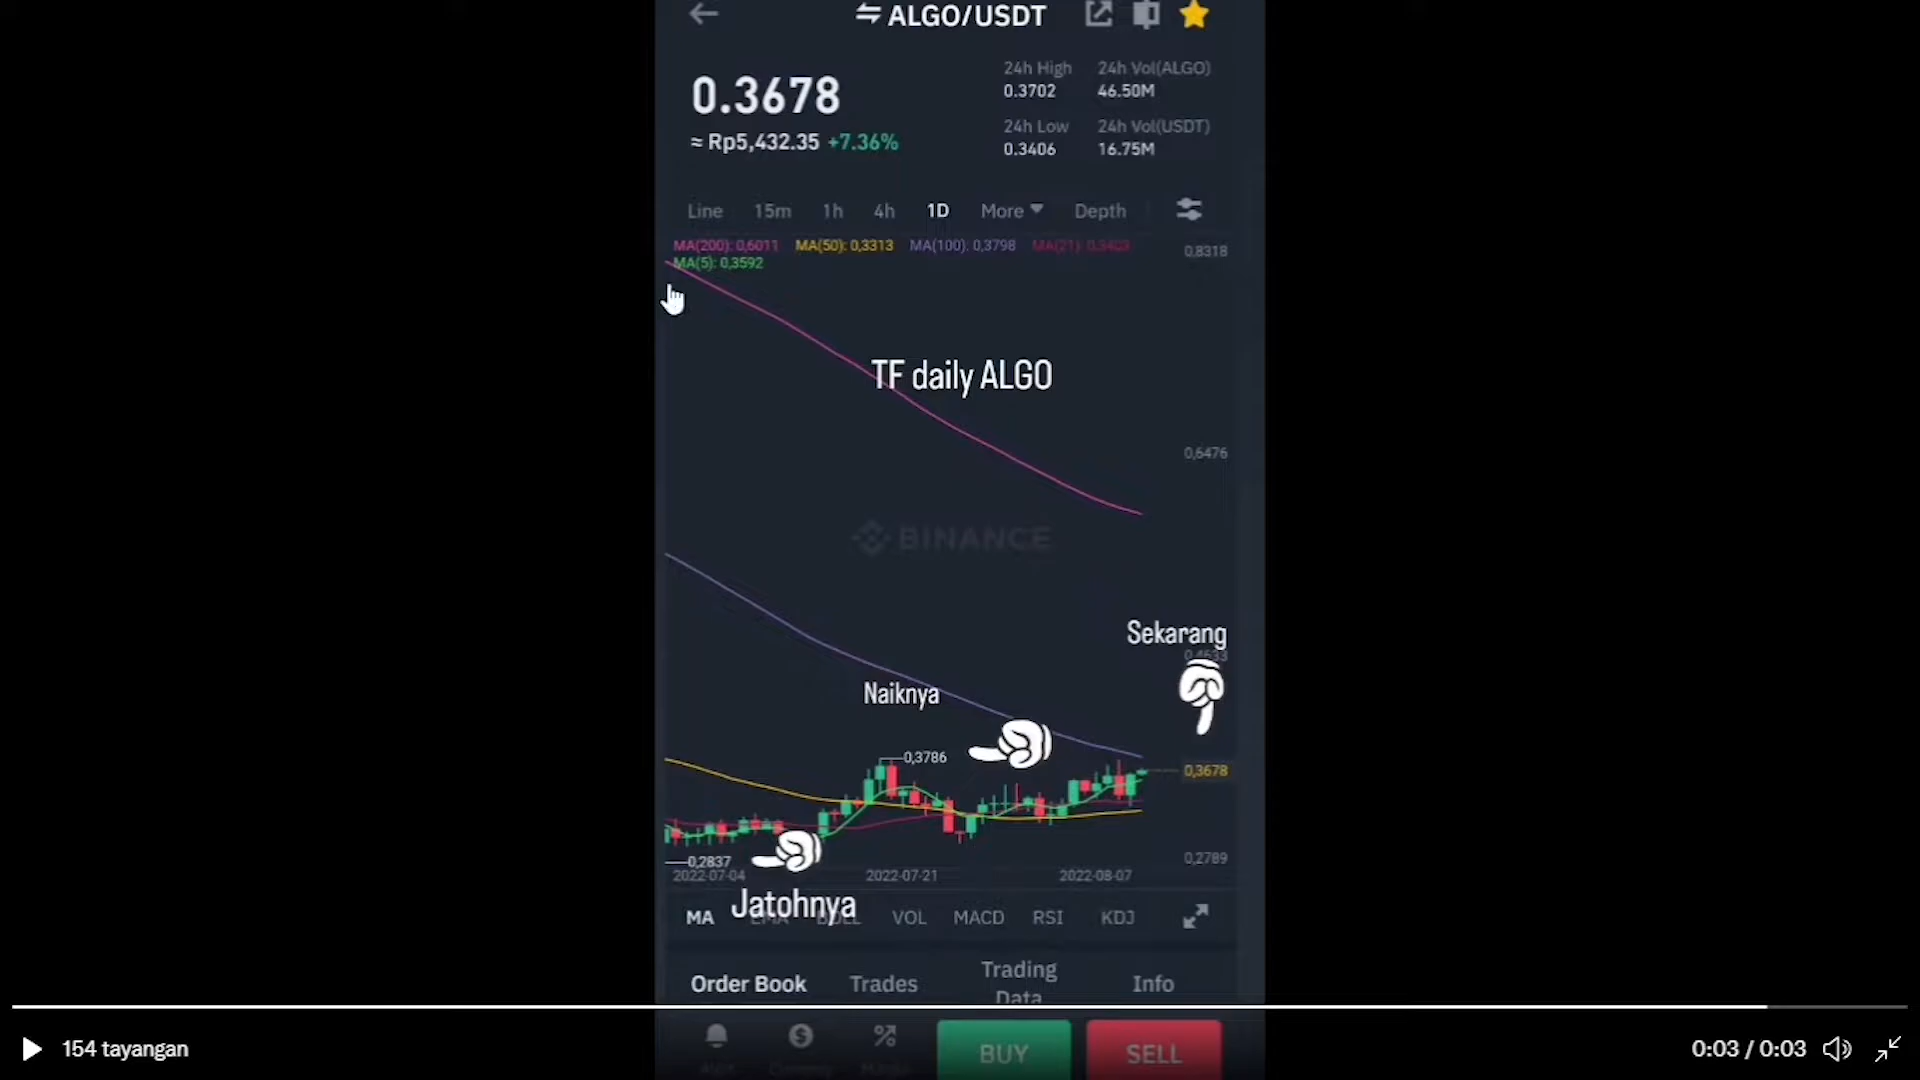 ALGO/USDT
0.3678
≈ Rp5,432.35 +7.36%
24h High
0.3702
24h Vol(ALGO)
46.50M
24h Low
0.3406
24h Vol(USDT)
16.75M
Line 15m 1h 4h 1D More Depth
MA(200): 0,6011 MA(50): 0,3313 MA(100): 0,3798
MA(5): 0,3592
0,8318
TF daily ALGO
0,6476
BINANCE
Sekarang
0,4633
Naiknya
0,3786
0,3678
0,2837
0,2789
2022-07-04 2022-07-21 2022-08-07
Jatohnya
MA VOL MACD RSI KDJ
Order Book Trades Trading Data Info
BUY SELL
154 tayangan
0:03 / 0:03